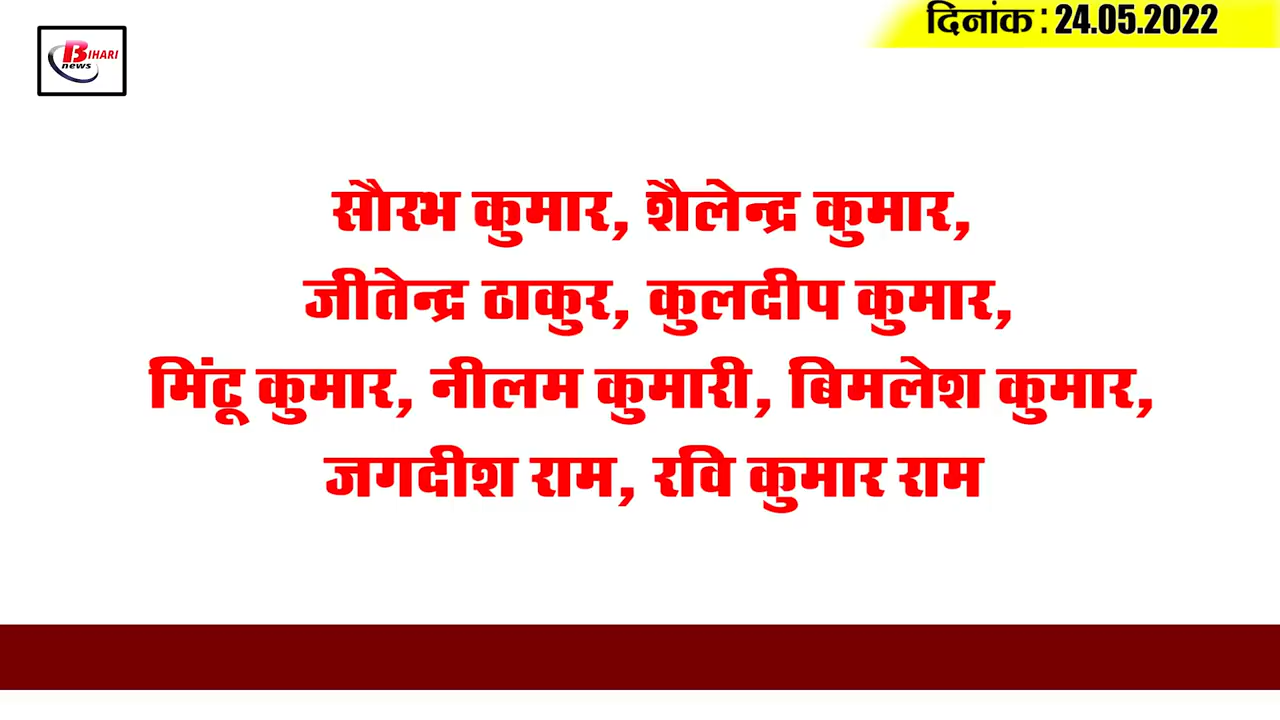 BIHARI
news
दिनांक : 24.05.2022
सौरभ कुमार, शैलेन्द्र कुमार,
जीतेन्द्र ठाकुर, कुलदीप कुमार,
मिंटू कुमार, नीलम कुमारी, बिमलेश कुमार,
जगदीश राम, रवि कुमार राम